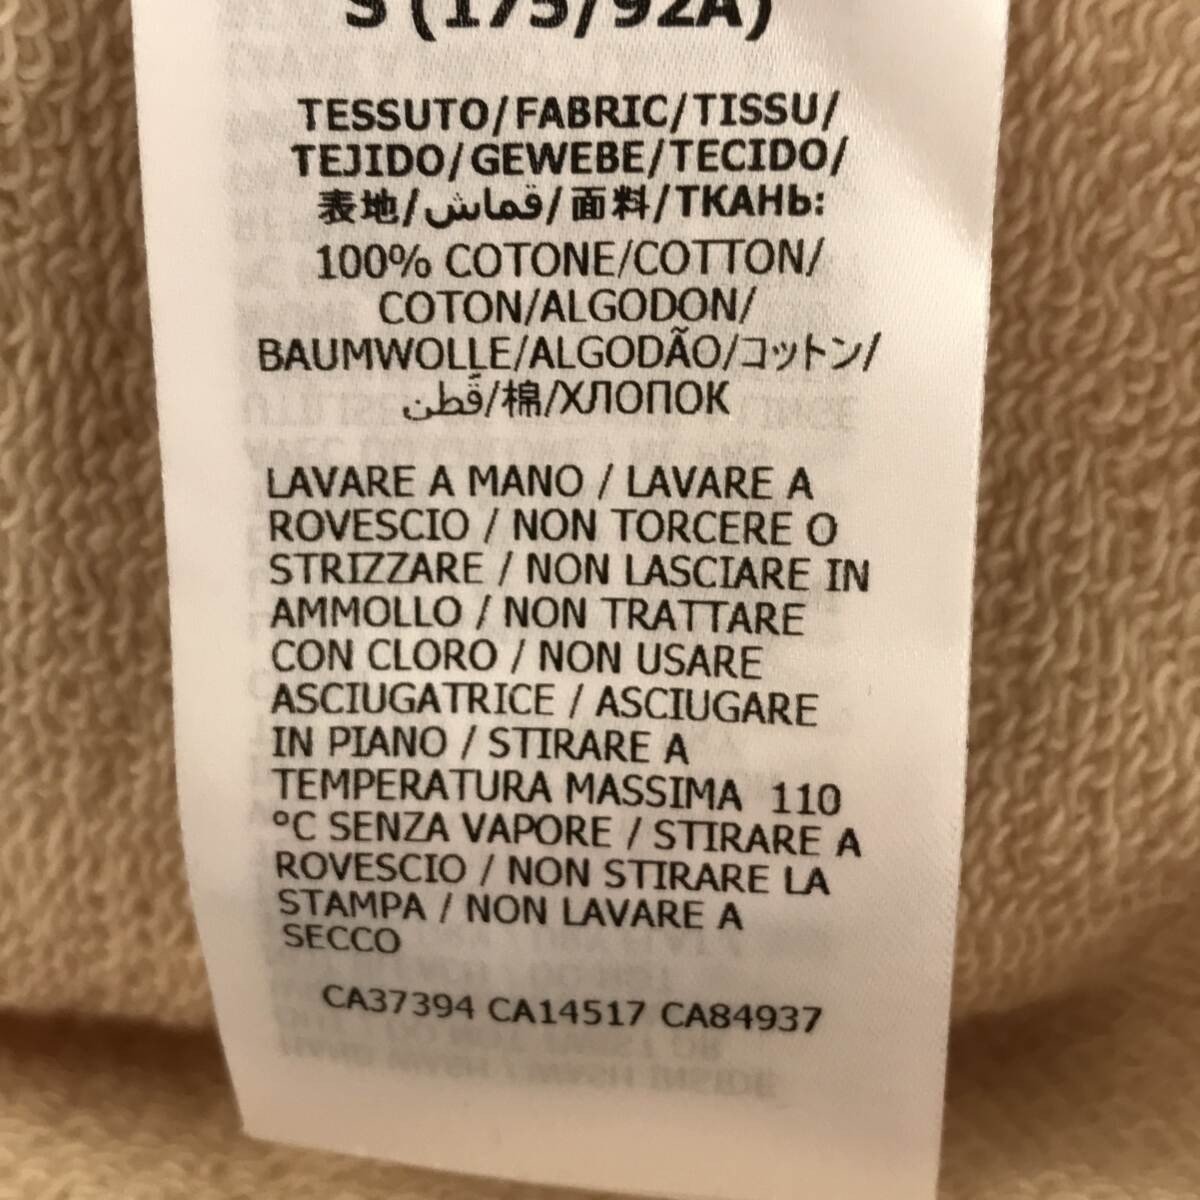 S (175/92A)
TESSUTO/FABRIC/TISSU/
TEJIDO/GEWEBE/TECIDO/
表地/قماش/面料/ТКАНЬ:
100% COTONE/COTTON/
COTON/ALGODON/
BAUMWOLLE/ALGODÃO/コットン/
قُطن/棉/ХЛОПОК
LAVARE A MANO / LAVARE A
ROVESCIO / NON TORCERE O
STRIZZARE / NON LASCIARE IN
AMMOLLO / NON TRATTARE
CON CLORO / NON USARE
ASCIUGATRICE / ASCIUGARE
IN PIANO / STIRARE A
TEMPERATURA MASSIMA 110
°C SENZA VAPORE / STIRARE A
ROVESCIO / NON STIRARE LA
STAMPA / NON LAVARE A
SECCO
CA37394 CA14517 CA84937